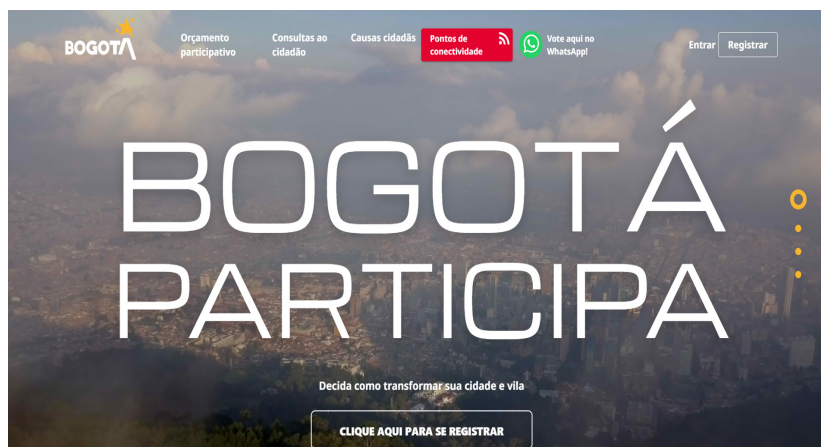 BOGOTÁ
Orçamento
participativo
Consultas ao
cidadão
Causas cidadãs
Pontos de
conectividade
Vote aqui no
WhatsApp!
Entrar
Registrar
BOGOTÁ
PARTICIPA
Decida como transformar sua cidade e vila
CLIQUE AQUI PARA SE REGISTRAR